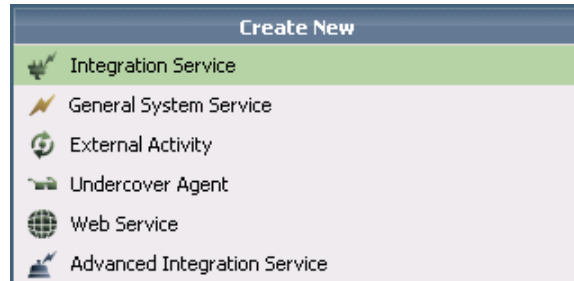 Create New
Integration Service
General System Service
External Activity
Undercover Agent
Web Service
Advanced Integration Service